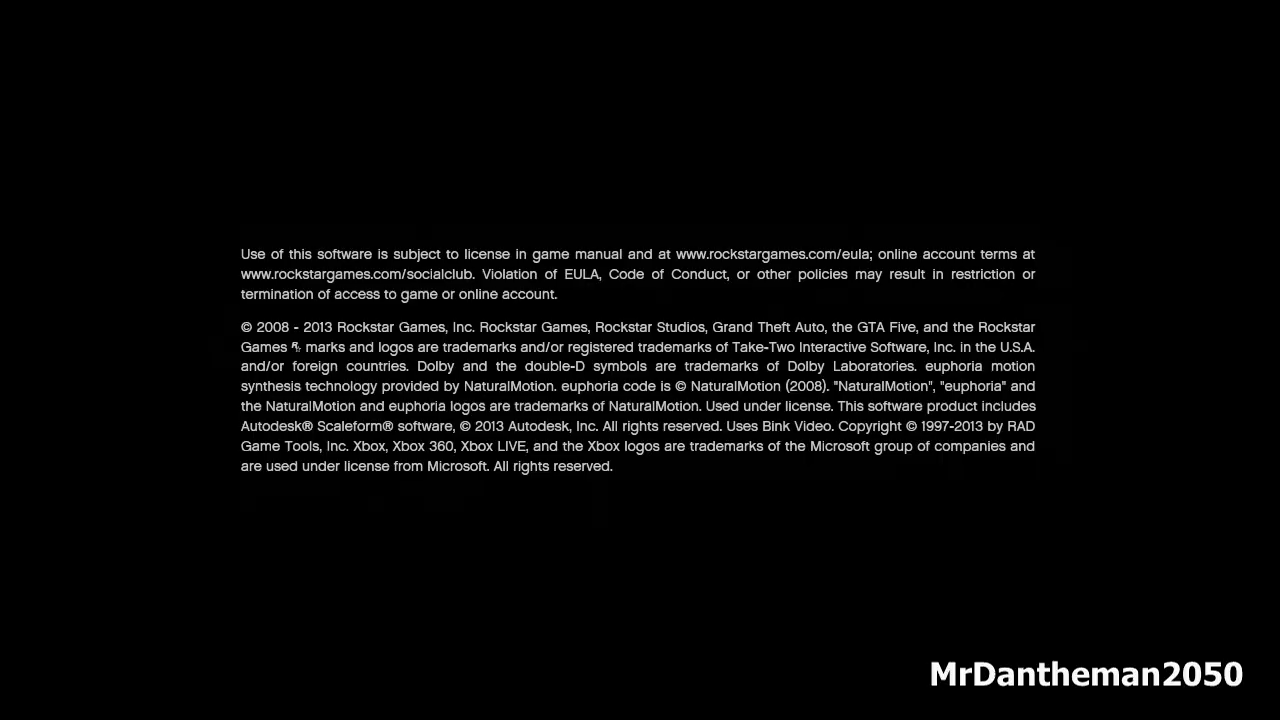 Use of this software is subject to license in game manual and at www.rockstargames.com/eula; online account terms at
www.rockstargames.com/socialclub. Violation of EULA, Code of Conduct, or other policies may result in restriction or
termination of access to game or online account.
© 2008 - 2013 Rockstar Games, Inc. Rockstar Games, Rockstar Studios, Grand Theft Auto, the GTA Five, and the Rockstar
Games R* marks and logos are trademarks and/or registered trademarks of Take-Two Interactive Software, Inc. in the U.S.A.
and/or foreign countries. Dolby and the double-D symbols are trademarks of Dolby Laboratories. euphoria motion
synthesis technology provided by NaturalMotion. euphoria code is © NaturalMotion (2008). "NaturalMotion", "euphoria" and
the NaturalMotion and euphoria logos are trademarks of NaturalMotion. Used under license. This software product includes
Autodesk® Scaleform® software, © 2013 Autodesk, Inc. All rights reserved. Uses Bink Video. Copyright © 1997-2013 by RAD
Game Tools, Inc. Xbox, Xbox 360, Xbox LIVE, and the Xbox logos are trademarks of the Microsoft group of companies and
are used under license from Microsoft. All rights reserved.
MrDantheman2050